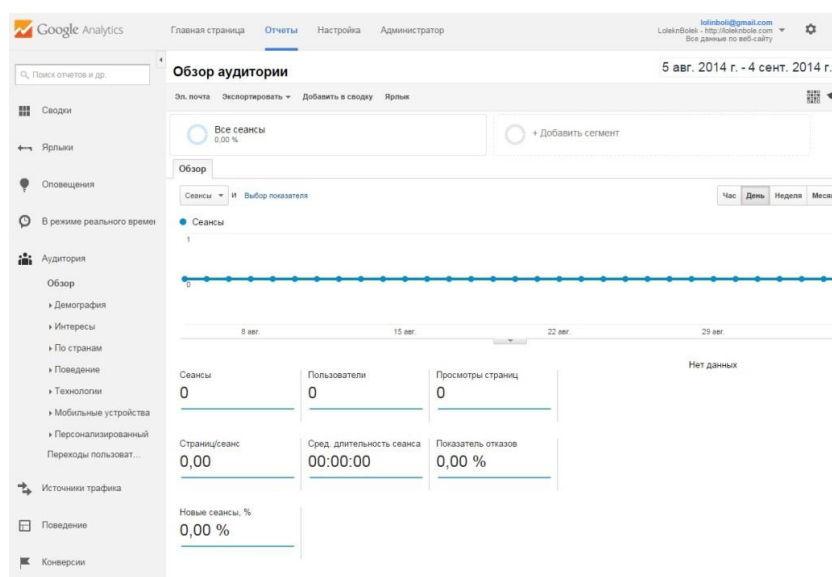 Google Analytics
Главная страница Отчеты Настройка Администратор
lolinboli@gmail.com
LoleknBolek - http://loleknbole.com
Все данные по веб-сайту
Поиск отчетов и др.
Обзор аудитории
5 авг. 2014 г. - 4 сент. 2014 г.
Эл. почта Экспортировать Добавить в сводку Ярлык
Сводки
Ярлыки
Оповещения
В режиме реального времен
Аудитория
Обзор
Демография
Интересы
По странам
Поведение
Технологии
Мобильные устройства
Персонализированный
Переходы пользоват...
Источники трафика
Поведение
Конверсии
Все сеансы
0,00 %
+ Добавить сегмент
Обзор
Сеансы И Выбор показателя
Час День Неделя Меся
Сеансы
1
0
8 авг. 15 авг. 22 авг. 29 авг.
Нет данных
Сеансы Пользователи Просмотры страниц
0 0 0
Страниц/сеанс Сред. длительность сеанса Показатель отказов
0,00 00:00:00 0,00 %
Новые сеансы, %
0,00 %